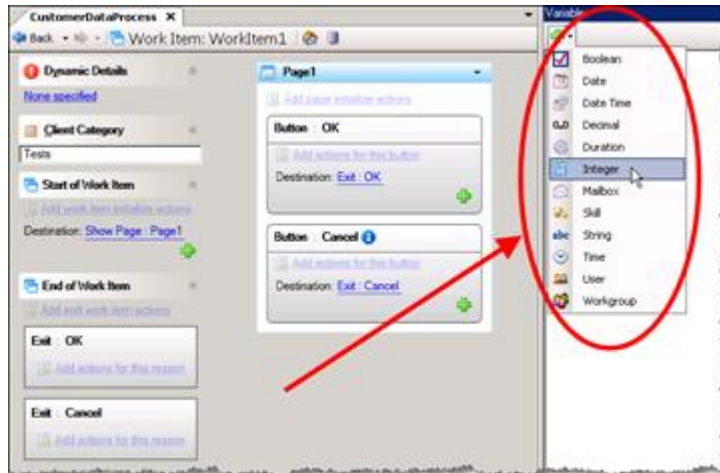 CustomerDataProcess X
Back Work Item: WorkItem1
Dynamic Details
None specified
Client Category
Tests
Start of Work Item
Add work item initialize actions
Destination: Show Page : Page1
End of Work Item
Add end work item actions
Exit : OK
Add actions for this reason
Exit : Cancel
Add actions for this reason
Page1
Add page initialize actions
Button : OK
Add actions for this button
Destination: Exit : OK
Button : Cancel
Add actions for this button
Destination: Exit : Cancel
Variable
Boolean
Date
Date Time
0.0 Decimal
Duration
Integer
Mailbox
Skill
abc String
Time
User
Workgroup